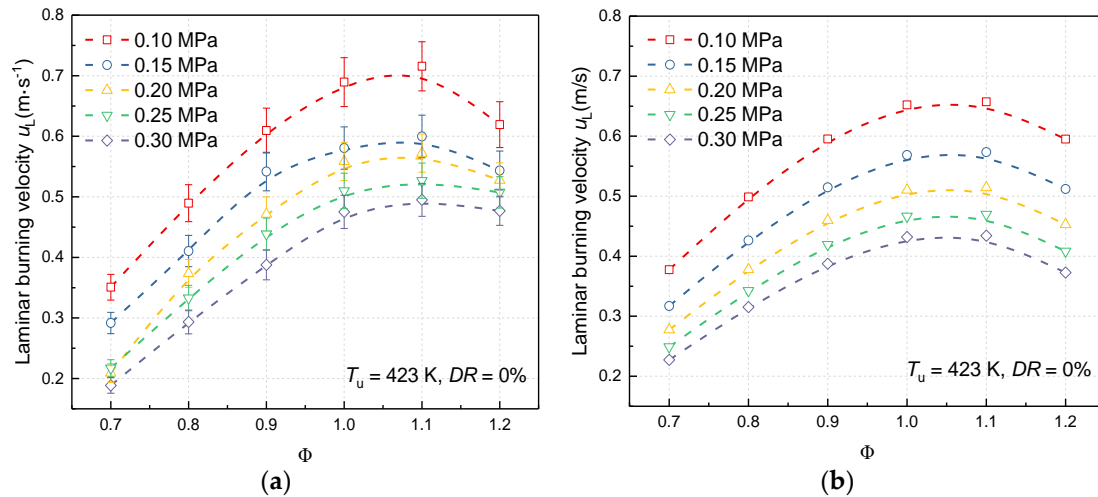 (a)
0.10 MPa
0.15 MPa
0.20 MPa
0.25 MPa
0.30 MPa
Laminar burning velocity uL(m·s-1)
0.8
0.7
0.6
0.5
0.4
0.3
0.2
Tu = 423 K, DR = 0%
0.7 0.8 0.9 1.0 1.1 1.2
Φ
(a)
(b)
0.10 MPa
0.15 MPa
0.20 MPa
0.25 MPa
0.30 MPa
Laminar burning velocity uL(m/s)
0.8
0.7
0.6
0.5
0.4
0.3
0.2
Tu = 423 K, DR = 0%
0.7 0.8 0.9 1.0 1.1 1.2
Φ
(b)